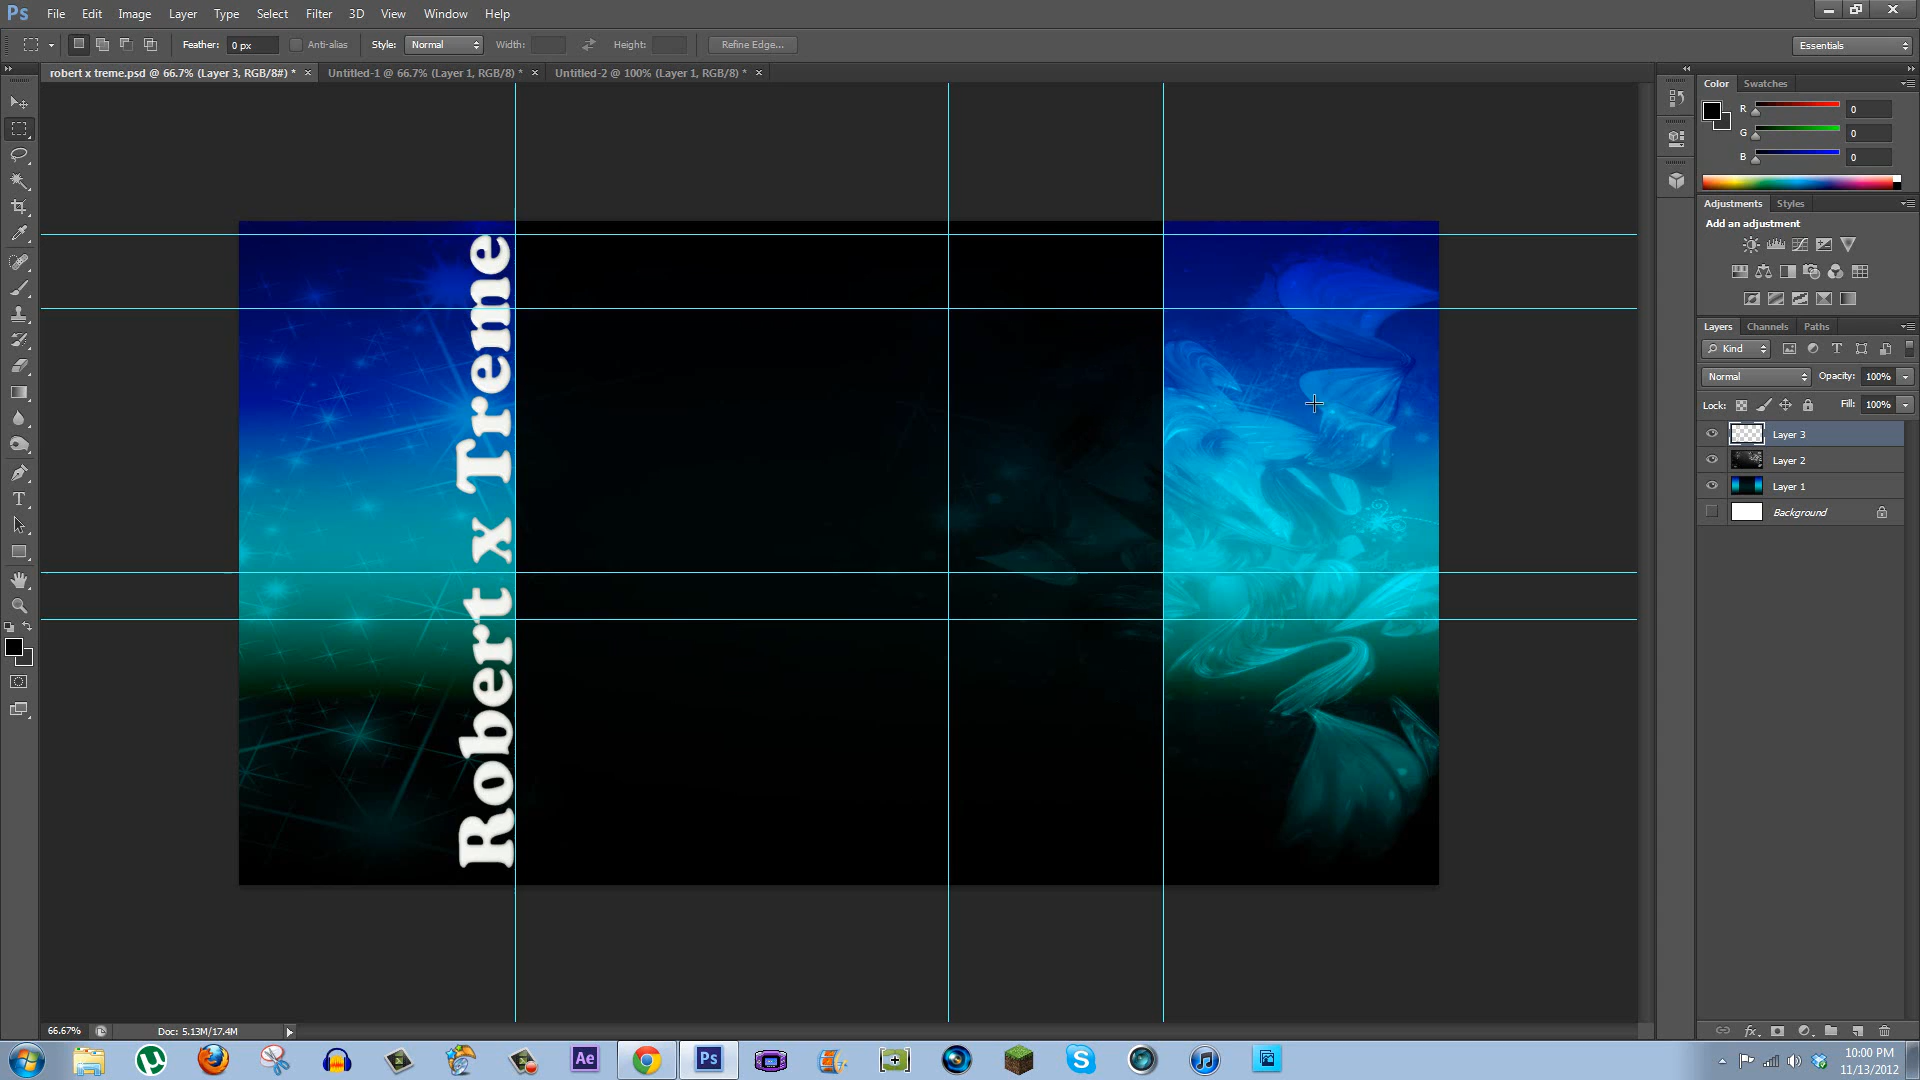 Ps File Edit Image Layer Type Select Filter 3D View Window Help
Feather: 0 px Anti-alias Style: Normal Width: Height: Refine Edge... Essentials
robert x treme.psd @ 66.7% (Layer 3, RGB/8#) * × Untitled-1 @ 66.7% (Layer 1, RGB/8) * × Untitled-2 @ 100% (Layer 1, RGB/8) * ×
Color Swatches
R 0
G 0
B 0
Adjustments Styles
Add an adjustment
Layers Channels Paths
Kind
Normal Opacity: 100%
Lock: Fill: 100%
Layer 3
Layer 2
Layer 1
Background
Robert x Treme
66.67% Doc: 5.13M/17.4M
Ae Ps
10:00 PM
11/13/2012